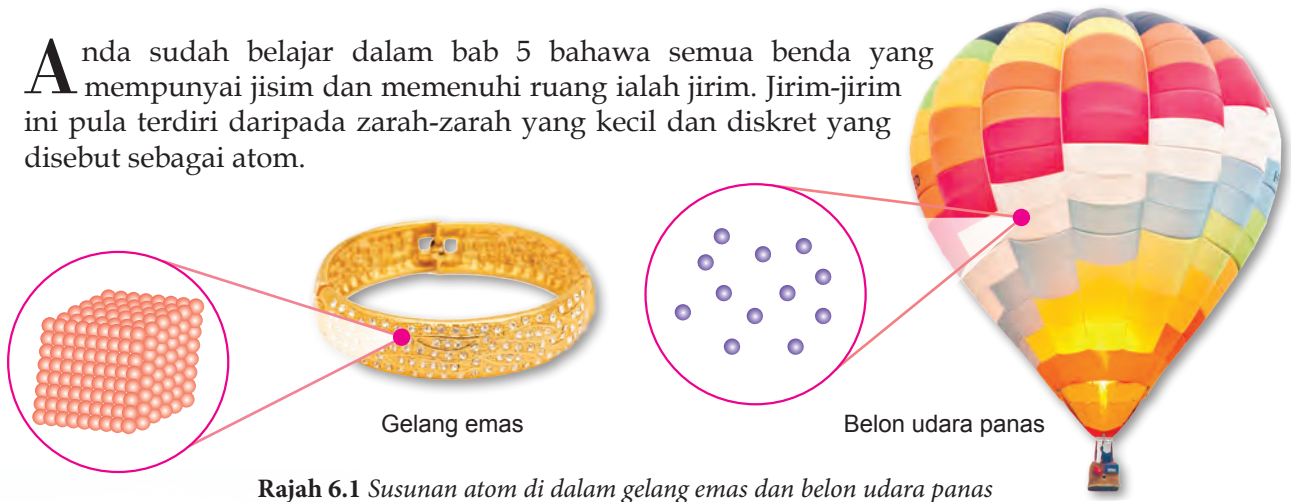 Anda sudah belajar dalam bab 5 bahawa semua benda yang
mempunyai jisim dan memenuhi ruang ialah jirim. Jirim-jirim
ini pula terdiri daripada zarah-zarah yang kecil dan diskret yang
disebut sebagai atom.
Gelang emas
Belon udara panas
Rajah 6.1 Susunan atom di dalam gelang emas dan belon udara panas